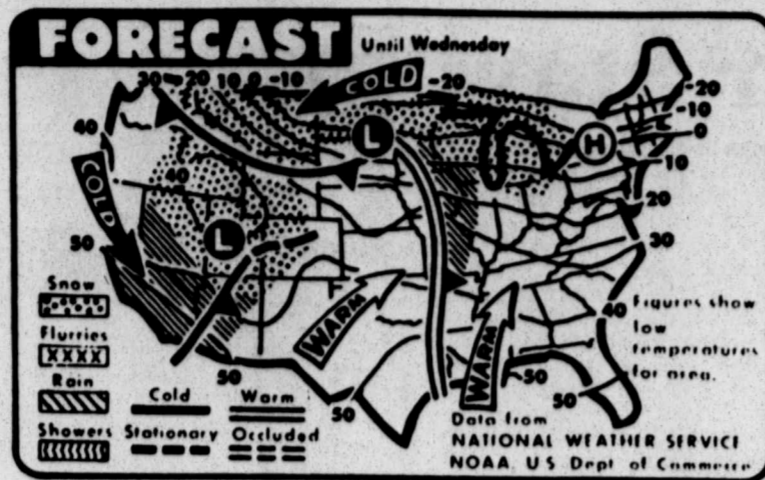 FORECAST
Until Wednesday
30 20 10 0 -10
COLD
-20
-20
-10
0
10
20
30
40
40
40
50
COLD
L
L
H
WARM
WARM
Snow
Flurries
Rain
Showers
Cold
Warm
Stationary
Occluded
50
50
50
50
Figures show
low
temperatures
for area.
Data from
NATIONAL WEATHER SERVICE
NOAA, U S Dept of Commerce